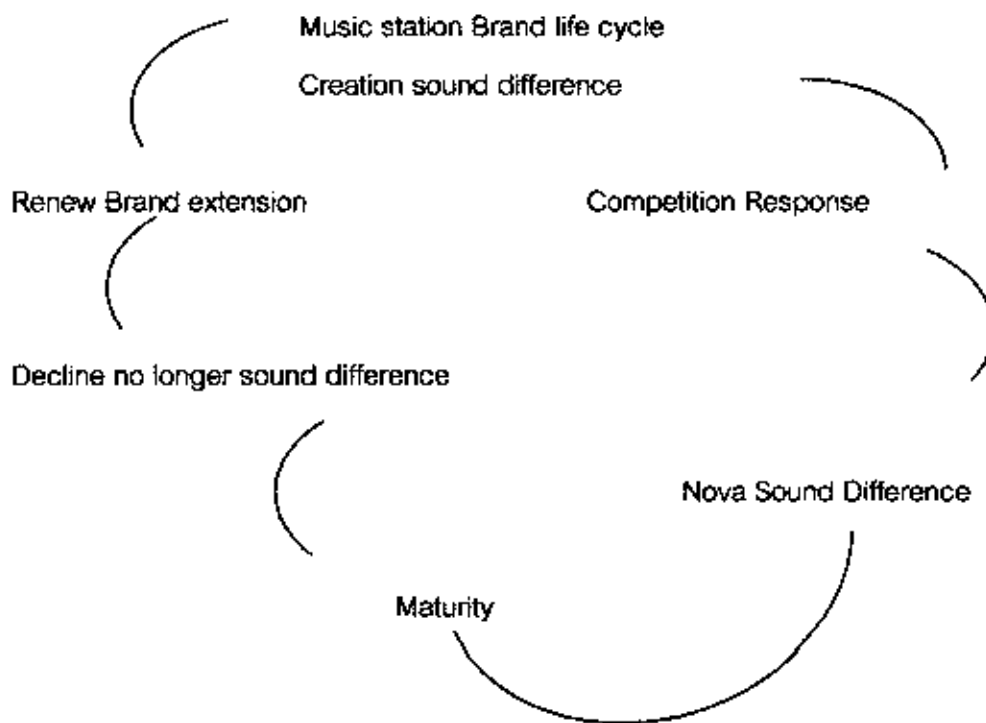 Music station Brand life cycle
Creation sound difference
Renew Brand extension
Competition Response
Decline no longer sound difference
Nova Sound Difference
Maturity